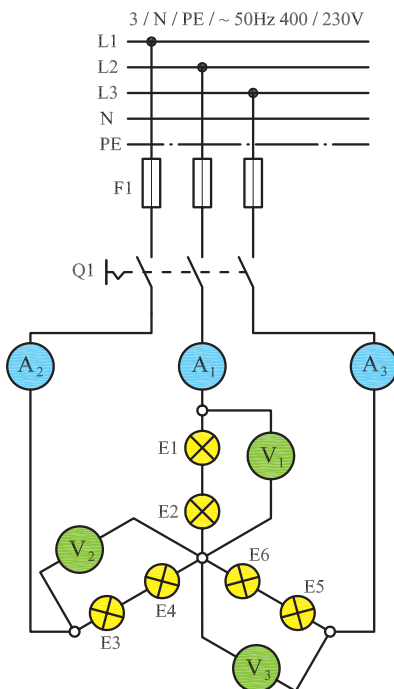 3 / N / PE / ~ 50Hz 400 / 230V
L1
L2
L3
N
PE
F1
Q1
A2 A1 A3
E1
V1
E2
V2
E6
E4
E5
E3
V3